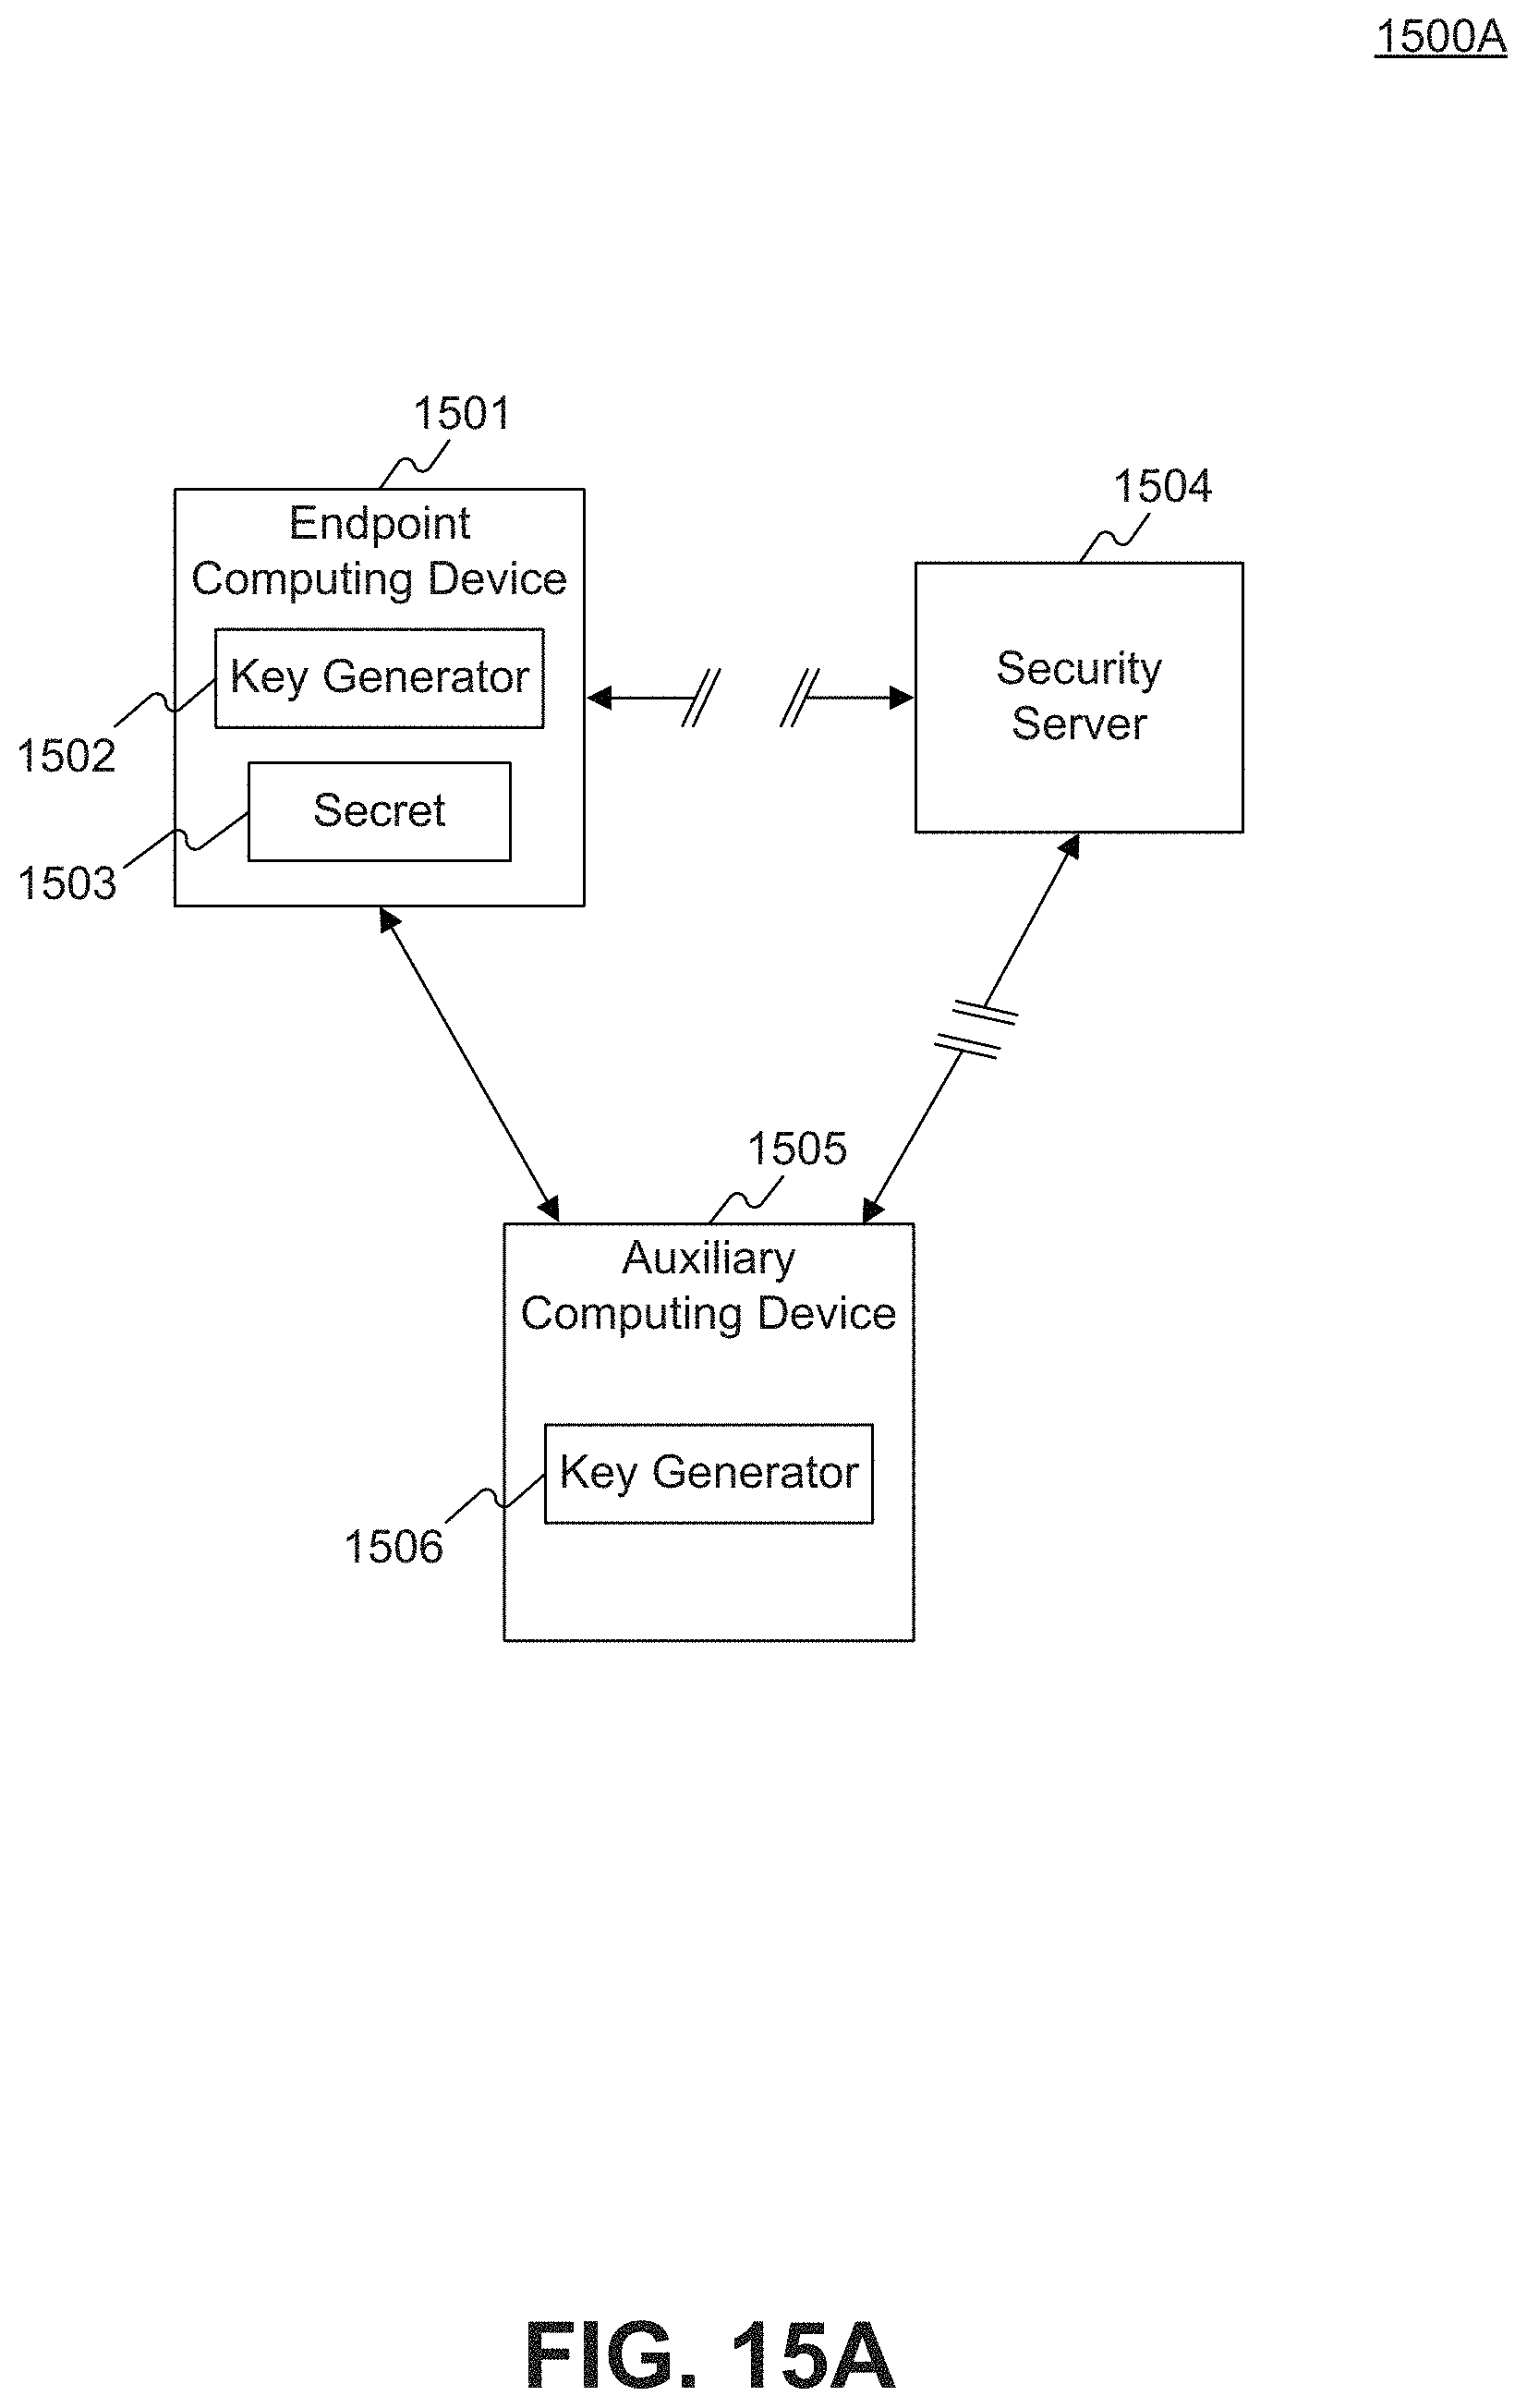 1500A
1501
Endpoint
Computing Device
Key Generator
1502
Secret
1503
1504
Security
Server
1505
Auxiliary
Computing Device
Key Generator
1506
FIG. 15A